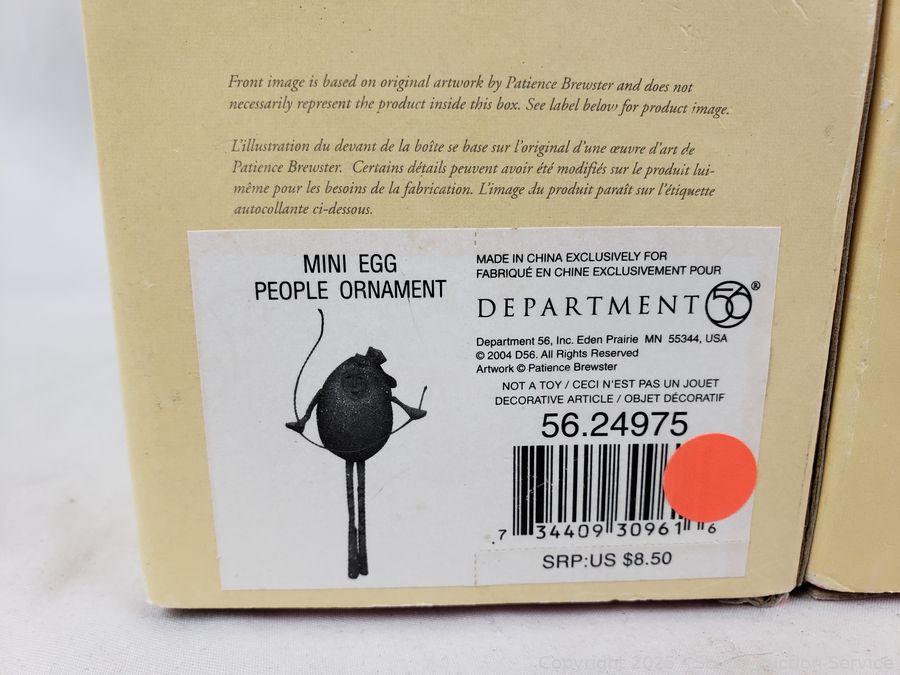 Front image is based on original artwork by Patience Brewster and does not
necessarily represent the product inside this box. See label below for product image.
L'illustration du devant de la boîte se base sur l'original d'une œuvre d'art de
Patience Brewster. Certains détails peuvent avoir été modifiés sur le produit lui-
même pour les besoins de la fabrication. L'image du produit paraît sur l'étiquette
autocollante ci-dessous.
MINI EGG
PEOPLE ORNAMENT
MADE IN CHINA EXCLUSIVELY FOR
FABRIQUÉ EN CHINE EXCLUSIVEMENT POUR
DEPARTMENT 56®
Department 56, Inc. Eden Prairie MN 55344, USA
© 2004 D56. All Rights Reserved
Artwork © Patience Brewster
NOT A TOY / CECI N'EST PAS UN JOUET
DECORATIVE ARTICLE / OBJET DÉCORATIF
56.24975
7 34409 30961 6
SRP:US $8.50
Copyright 2025 Auction Service